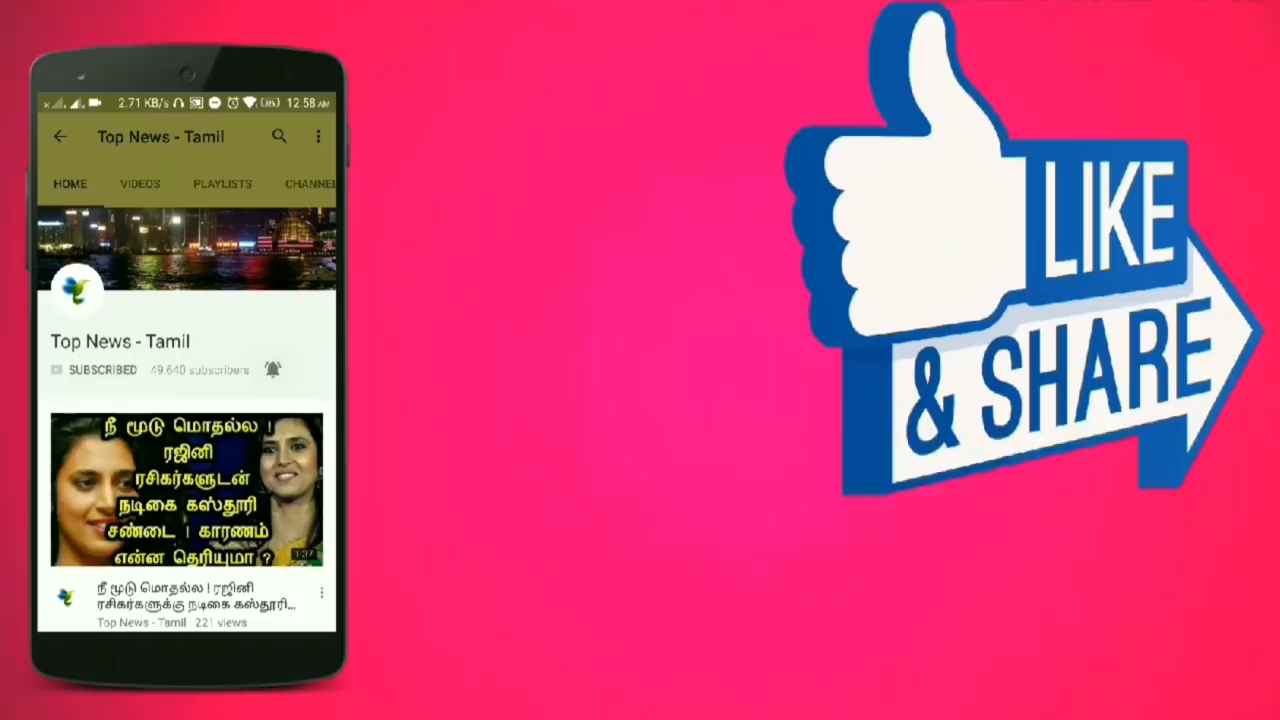 2.71 KB/s
12:58 AM
Top News - Tamil
HOME VIDEOS PLAYLISTS CHANNEL
Top News - Tamil
SUBSCRIBED 49,640 subscribers
நீ மூடு மொதல்ல !
ரஜினி
ரசிகர்களுடன்
நடிகை கஸ்தூரி
சண்டை ! காரணம்
என்ன தெரியுமா ?
1:37
நீ மூடு மொதல்ல ! ரஜினி
ரசிகர்களுக்கு நடிகை கஸ்தூரி...
Top News - Tamil 221 views
LIKE
& SHARE